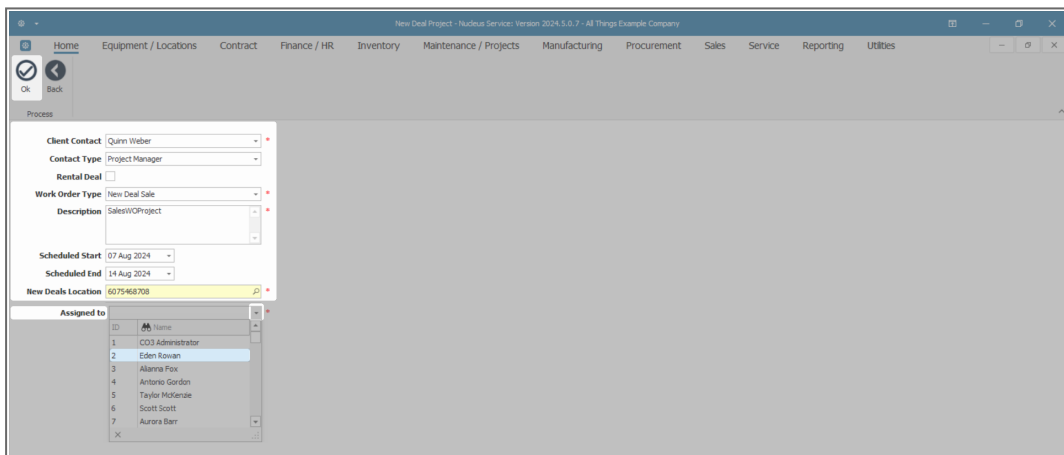 New Deal Project - Nucleus Service: Version 2024.5.0.7 - All Things Example Company
Home Equipment / Locations Contract Finance / HR Inventory Maintenance / Projects Manufacturing Procurement Sales Service Reporting Utilities
Ok Back
Process
Client Contact Quinn Weber *
Contact Type Project Manager
Rental Deal
Work Order Type New Deal Sale *
Description SalesWOProject *
Scheduled Start 07 Aug 2024
Scheduled End 14 Aug 2024
New Deals Location 6075468708 *
Assigned to *
ID Name
1 CO3 Administrator
2 Eden Rowan
3 Alianna Fox
4 Antonio Gordon
5 Taylor McKenzie
6 Scott Scott
7 Aurora Barr